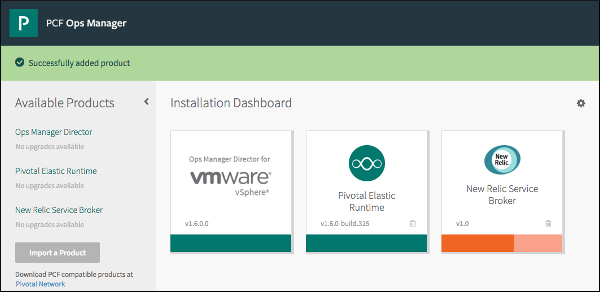 P
PCF Ops Manager
Successfully added product
Available Products
Ops Manager Director
No upgrades available
Pivotal Elastic Runtime
No upgrades available
New Relic Service Broker
No upgrades available
Import a Product
Download PCF compatible products at
Pivotal Network
Installation Dashboard
Ops Manager Director for
vmware®
vSphere®
v1.6.0.0
Pivotal Elastic
Runtime
v1.6.0-build.315
New
Relic.
New Relic Service
Broker
v1.0